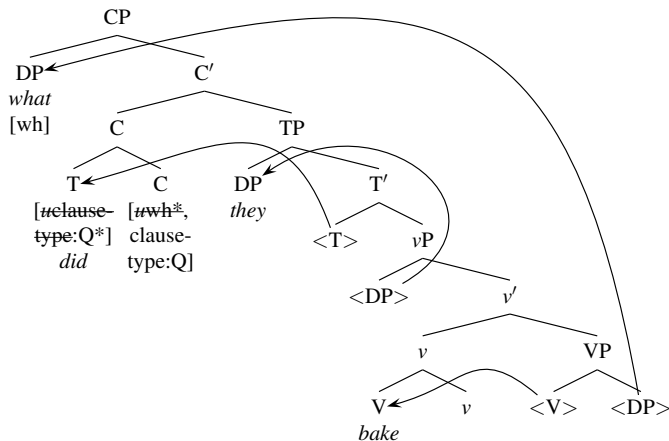 CP
DP C′
what
[wh]
C TP
T C DP T′
[uclause- [uwh*, they
type:Q*] clause- <T> vP
did type:Q]
<DP> v′
v VP
V v <V> <DP>
bake